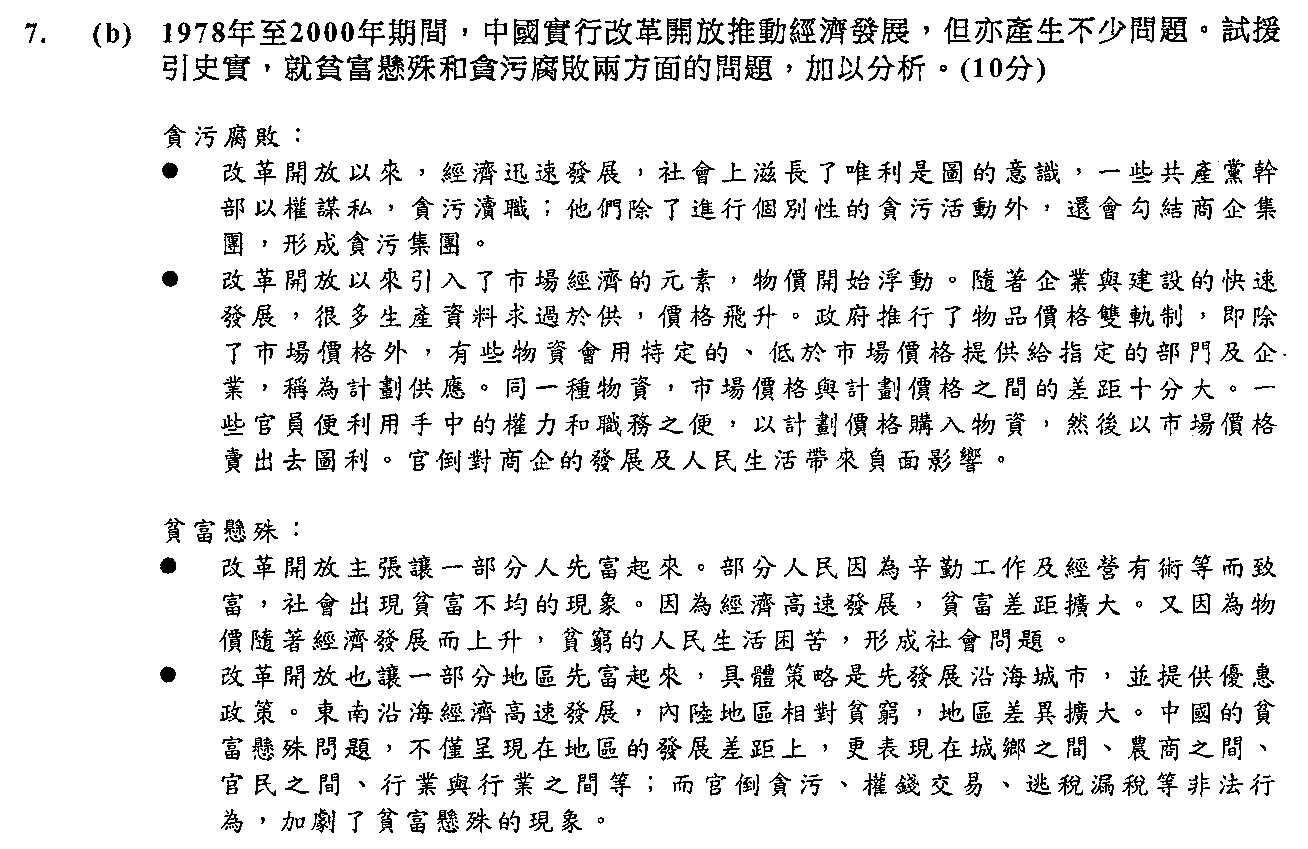 7. (b) 1978年至2000年期間，中國實行改革開放推動經濟發展，但亦產生不少問題。試援
引史實，就貧富懸殊和貪污腐敗兩方面的問題，加以分析。(10分)
貪污腐敗：
● 改革開放以來，經濟迅速發展，社會上滋長了唯利是圖的意識，一些共產黨幹
部以權謀私，貪污瀆職；他們除了進行個別性的貪污活動外，還會勾結商企集
團，形成貪污集團。
● 改革開放以來引入了市場經濟的元素，物價開始浮動。隨著企業與建設的快速
發展，很多生產資料求過於供，價格飛升。政府推行了物品價格雙軌制，即除
了市場價格外，有些物資會用特定的、低於市場價格提供給指定的部門及企
業，稱為計劃供應。同一種物資，市場價格與計劃價格之間的差距十分大。一
些官員便利用手中的權力和職務之便，以計劃價格購入物資，然後以市場價格
賣出去圖利。官倒對商企的發展及人民生活帶來負面影響。
貧富懸殊：
● 改革開放主張讓一部分人先富起來。部分人民因為辛勤工作及經營有術等而致
富，社會出現貧富不均的現象。因為經濟高速發展，貧富差距擴大。又因為物
價隨著經濟發展而上升，貧窮的人民生活困苦，形成社會問題。
● 改革開放也讓一部分地區先富起來，具體策略是先發展沿海城市，並提供優惠
政策。東南沿海經濟高速發展，內陸地區相對貧窮，地區差異擴大。中國的貧
富懸殊問題，不僅呈現在地區的發展差距上，更表現在城鄉之間、農商之間、
官民之間、行業與行業之間等；而官倒貪污、權錢交易、逃稅漏稅等非法行
為，加劇了貧富懸殊的現象。